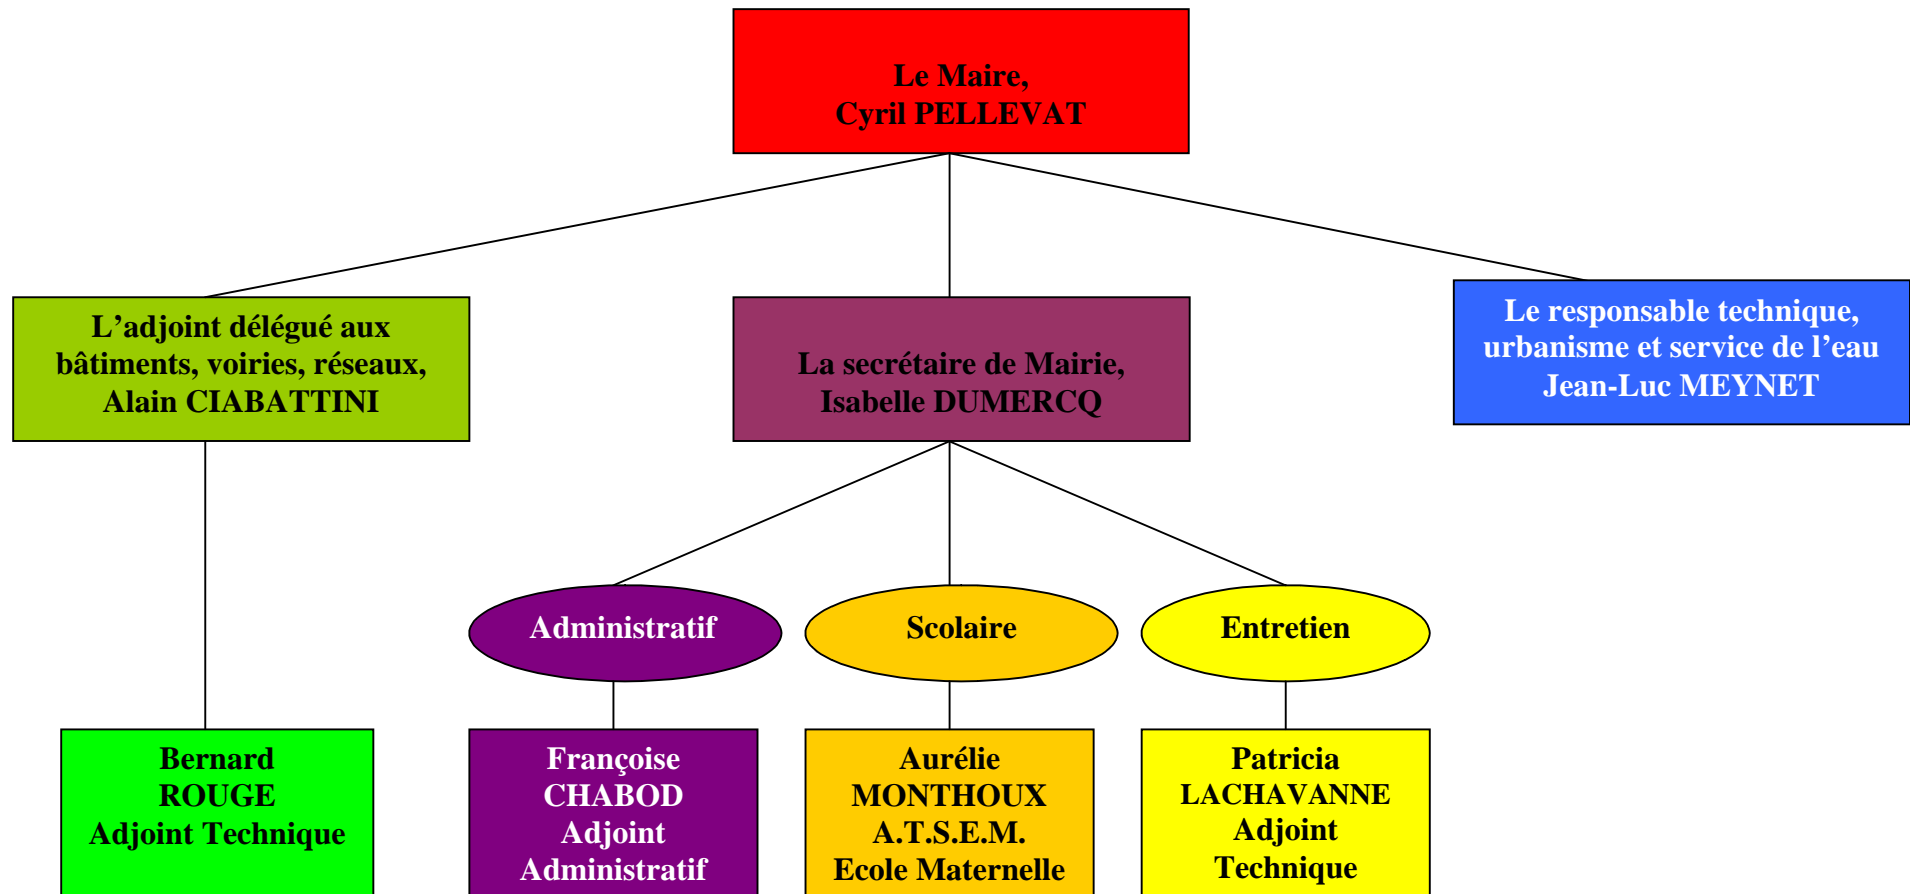 Le Maire,
Cyril PELLEVAT
L’adjoint délégué aux
bâtiments, voiries, réseaux,
Alain CIABATTINI
La secrétaire de Mairie,
Isabelle DUMERCQ
Le responsable technique,
urbanisme et service de l’eau
Jean-Luc MEYNET
Administratif
Scolaire
Entretien
Bernard
ROUGE
Adjoint Technique
Françoise
CHABOD
Adjoint
Administratif
Aurélie
MONTHOUX
A.T.S.E.M.
Ecole Maternelle
Patricia
LACHAVANNE
Adjoint
Technique